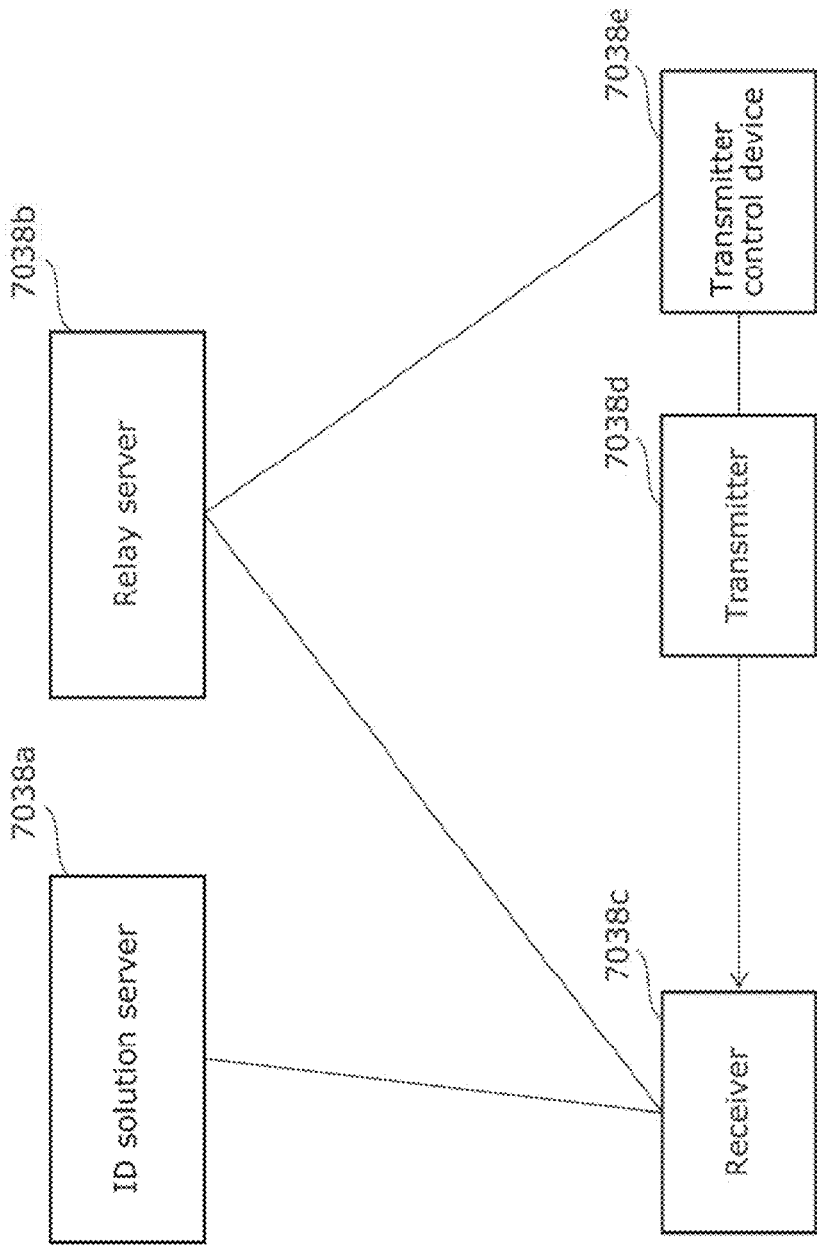 7038a
ID solution server
7038b
Relay server
7038c
Receiver
7038d
Transmitter
7038e
Transmitter
control device